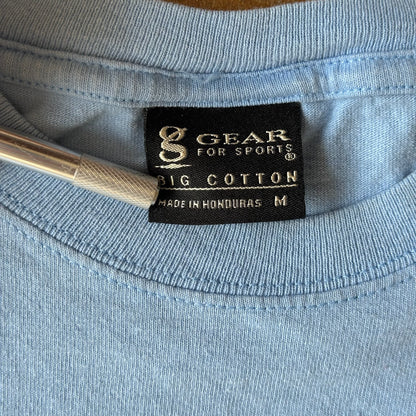 g
GEAR
FOR SPORTS®
BIG COTTON
MADE IN HONDURAS M